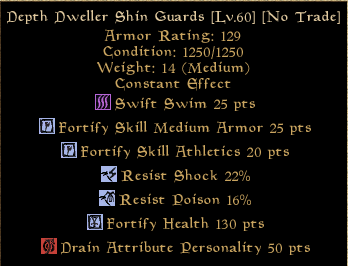 Depth Dweller Shin Guards [Lv.60] [No Trade]
Armor Rating: 129
Condition: 1250/1250
Weight: 14 (Medium)
Constant Effect
Swift Swim 25 pts
Fortify Skill Medium Armor 25 pts
Fortify Skill Athletics 20 pts
Resist Shock 22%
Resist Poison 16%
Fortify Health 130 pts
Drain Attribute Personality 50 pts